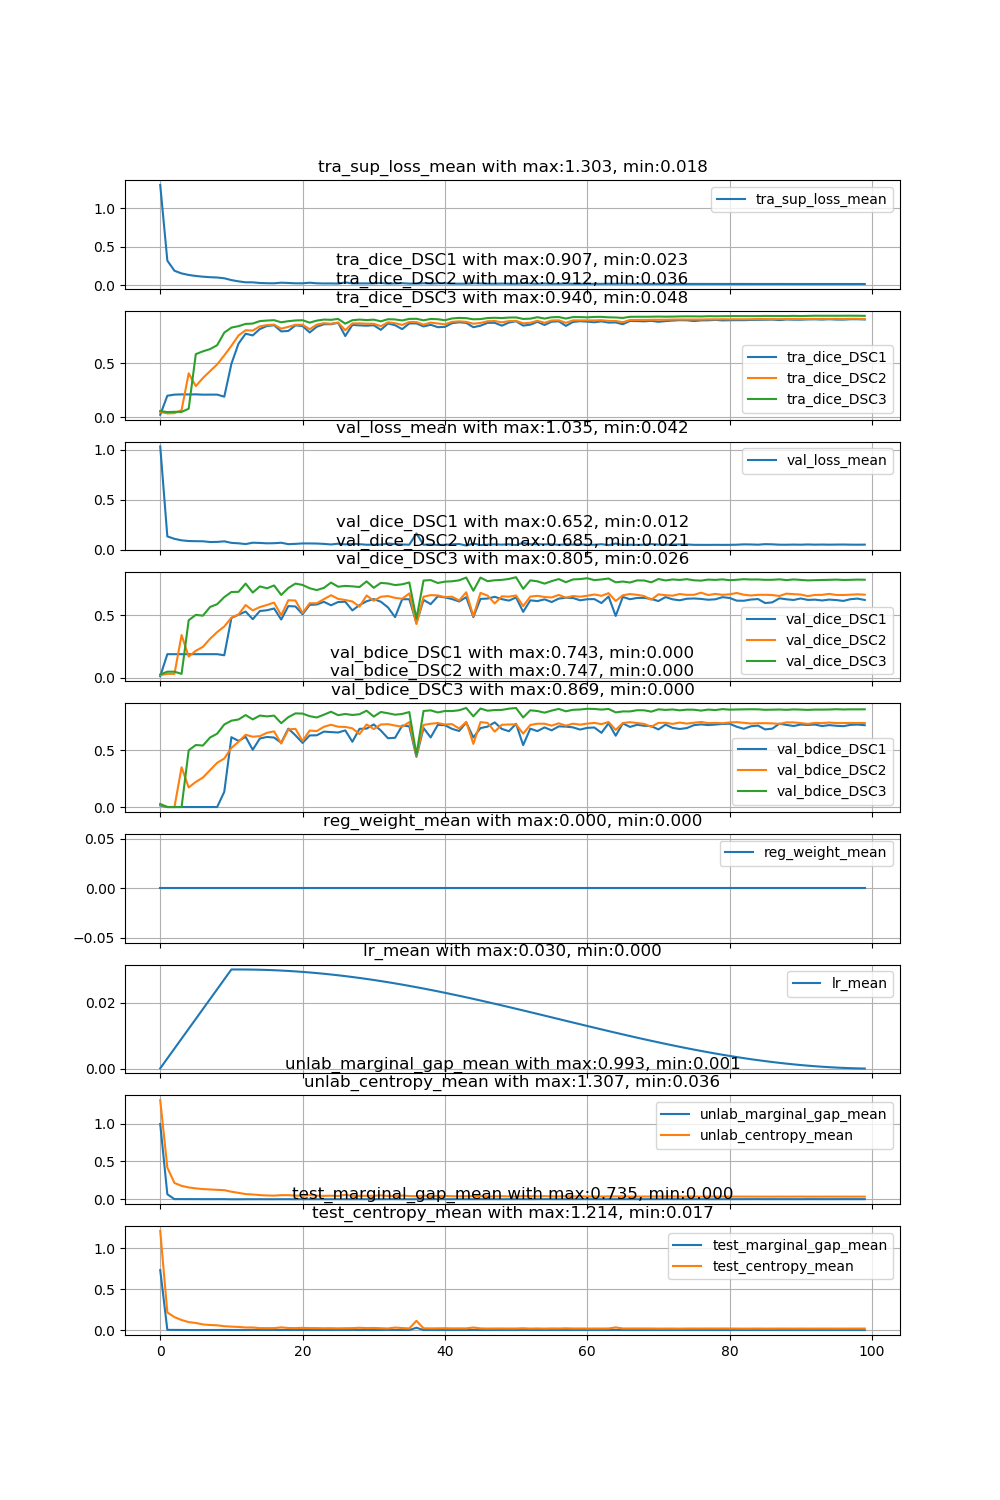 tra_sup_loss_mean with max:1.303, min:0.018
1.0
0.5
0.0
tra_sup_loss_mean
tra_dice_DSC1 with max:0.907, min:0.023
tra_dice_DSC2 with max:0.912, min:0.036
tra_dice_DSC3 with max:0.940, min:0.048
0.5
0.0
tra_dice_DSC1
tra_dice_DSC2
tra_dice_DSC3
val_loss_mean with max:1.035, min:0.042
1.0
0.5
0.0
val_loss_mean
val_dice_DSC1 with max:0.652, min:0.012
val_dice_DSC2 with max:0.685, min:0.021
val_dice_DSC3 with max:0.805, min:0.026
0.5
0.0
val_dice_DSC1
val_dice_DSC2
val_dice_DSC3
val_bdice_DSC1 with max:0.743, min:0.000
val_bdice_DSC2 with max:0.747, min:0.000
val_bdice_DSC3 with max:0.869, min:0.000
0.5
0.0
val_bdice_DSC1
val_bdice_DSC2
val_bdice_DSC3
reg_weight_mean with max:0.000, min:0.000
0.05
0.00
−0.05
reg_weight_mean
lr_mean with max:0.030, min:0.000
0.02
0.00
lr_mean
unlab_marginal_gap_mean with max:0.993, min:0.001
unlab_centropy_mean with max:1.307, min:0.036
1.0
0.5
0.0
unlab_marginal_gap_mean
unlab_centropy_mean
test_marginal_gap_mean with max:0.735, min:0.000
test_centropy_mean with max:1.214, min:0.017
1.0
0.5
0.0
test_marginal_gap_mean
test_centropy_mean
0 20 40 60 80 100